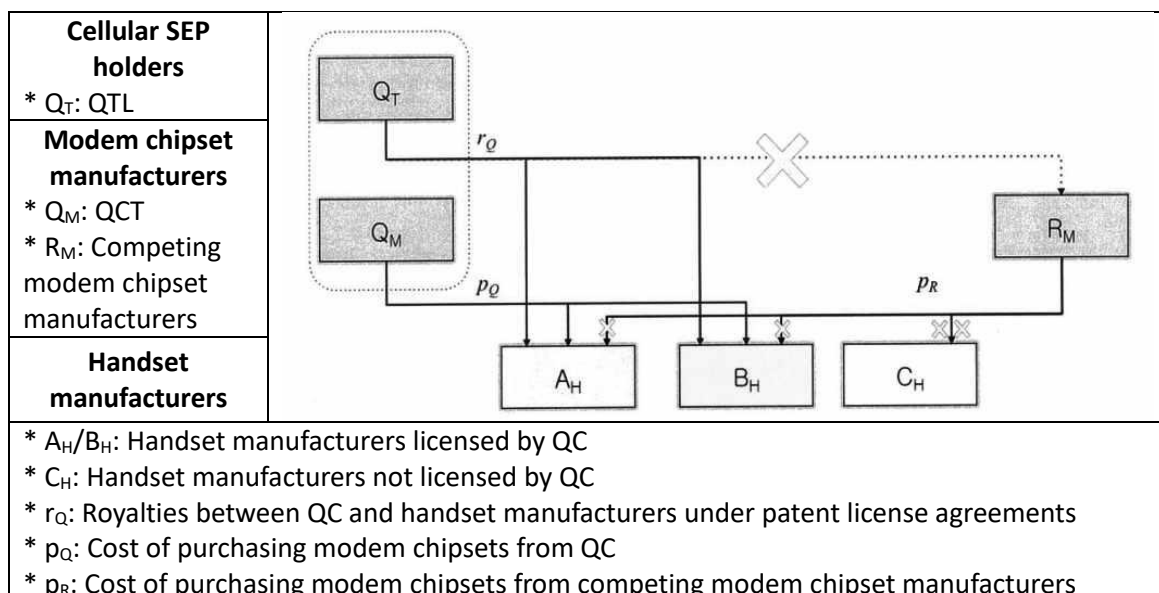 Cellular SEP
holders
* QT: QTL
Modem chipset
manufacturers
* QM: QCT
* RM: Competing
modem chipset
manufacturers
Handset
manufacturers
QT
rQ
QM
RM
pQ
pR
AH
BH
CH
* AH/BH: Handset manufacturers licensed by QC
* CH: Handset manufacturers not licensed by QC
* rQ: Royalties between QC and handset manufacturers under patent license agreements
* pQ: Cost of purchasing modem chipsets from QC
* pR: Cost of purchasing modem chipsets from competing modem chipset manufacturers